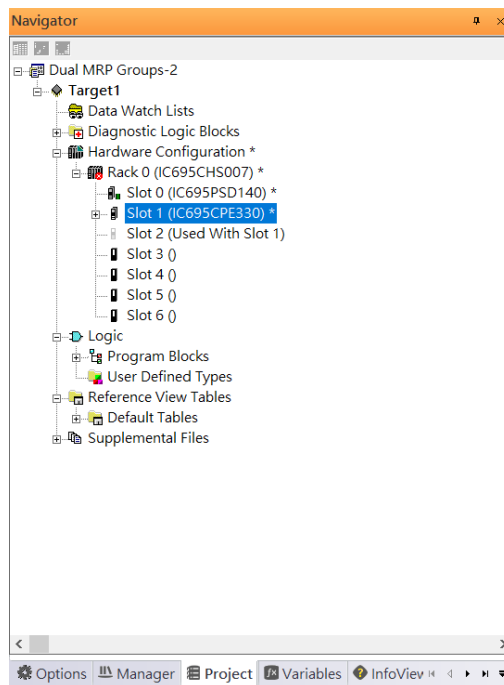 Navigator
Dual MRP Groups-2
Target1
Data Watch Lists
Diagnostic Logic Blocks
Hardware Configuration *
Rack 0 (IC695CHS007) *
Slot 0 (IC695PSD140) *
Slot 1 (IC695CPE330) *
Slot 2 (Used With Slot 1)
Slot 3 ()
Slot 4 ()
Slot 5 ()
Slot 6 ()
Logic
Program Blocks
User Defined Types
Reference View Tables
Default Tables
Supplemental Files
Options Manager Project Variables InfoView